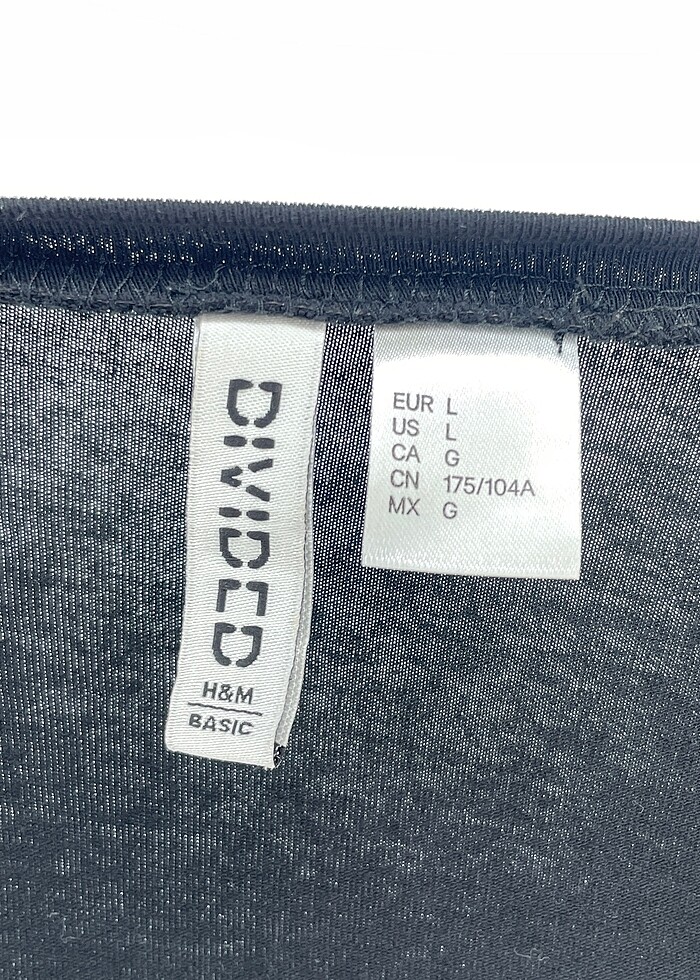 DIVIDED
H&M
BASIC
EUR L
US L
CA G
CN 175/104A
MX G